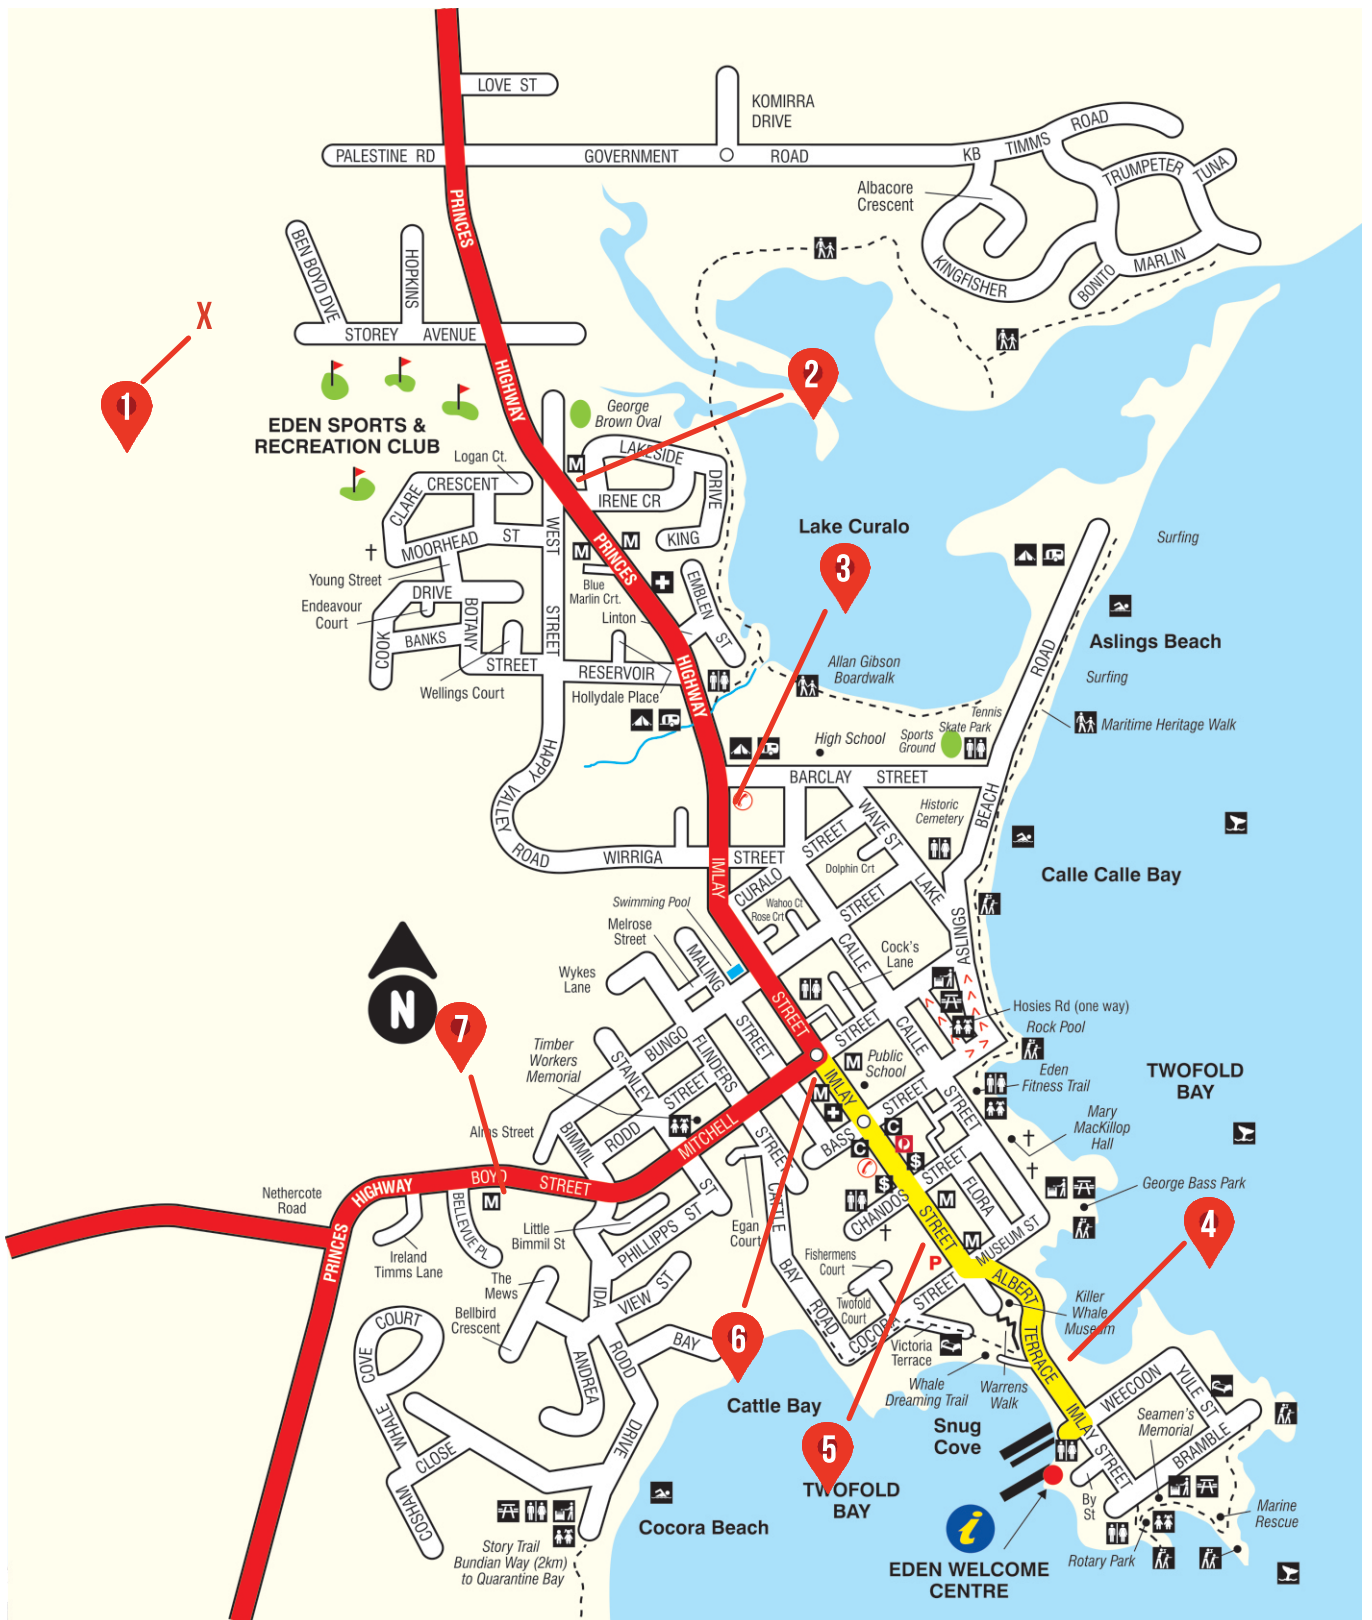 LOVE ST
KOMIRRA
DRIVE
PALESTINE RD
GOVERNMENT
ROAD
KB
TIMMS
ROAD
TRUMPETER
TUNA
Albacore
Crescent
KINGFISHER
BONITO
MARLIN
PRINCES
BEN BOYD DVE
HOPKINS
STOREY
AVENUE
X
HIGHWAY
1
2
EDEN SPORTS &
RECREATION CLUB
George
Brown Oval
Logan Ct.
M
LAKESIDE
DRIVE
CRESCENT
CLARE
IRENE CR
KING
MOORHEAD
ST
WEST
STREET
PRINCES
M
M
Lake Curalo
3
Surfing
Young Street
Blue
Marlin Crt.
EMBLEN
ST
Endeavour
Court
DRIVE
BOTANY
BANKS
COOK
Linton
STREET
RESERVOIR
Wellings Court
Hollydale Place
HIGHWAY
Allan Gibson
Boardwalk
ROAD
Aslings Beach
Surfing
Maritime Heritage Walk
Tennis
Skate Park
Sports
Ground
High School
HAPPY
VALLEY
ROAD
WIRRIGA
STREET
BARCLAY
STREET
BEACH
Historic
Cemetery
WAVE ST
STREET
CURALO
Dolphin Crt
IMLAY
Calle Calle Bay
LAKE
ASLINGS
Swimming Pool
Melrose
Street
Wahoo Ct
Rose Crt
STREET
CALLE
Cock's
Lane
Wykes
Lane
MALING
N
7
STREET
STREET
STREET
CALLE
Hosies Rd (one way)
Rock Pool
Timber
Workers
Memorial
BUNGO
STANLEY
FLINDERS
STREET
M
Public
School
Eden
Fitness Trail
TWOFOLD
BAY
IMLAY
STREET
STREET
M
Mary
MacKillop
Hall
Alms Street
BIMMIL
RODD
MITCHELL
STREET
BASS
C
C
$
$
STREET
FLORA
George Bass Park
4
Nethercote
Road
HIGHWAY
BOYD
STREET
M
BELLEVUE PL
Ireland
Timms Lane
Little
Bimmil St
PHILLIPPS ST
ST
Egan
Court
CATTLE
BAY
ROAD
CHANDOS
STREET
M
M
MUSEUM ST
P
ALBERT
TERRACE
PRINCES
The
Mews
Bellbird
Crescent
IDA
VIEW ST
RODD
DRIVE
BAY
ANDREA
6
Fishermens
Court
Twofold
Court
COCORA
STREET
Victoria
Terrace
Killer
Whale
Museum
COURT
COVE
WHALE
CLOSE
COSHAM
Whale
Dreaming Trail
Warrens
Walk
Cattle Bay
Snug
Cove
WEECOON
YULE ST
Seamen's
Memorial
BRAMBLE
IMLAY
STREET
5
TWOFOLD
BAY
By
St
Cocora Beach
Story Trail
Bundian Way (2km)
to Quarantine Bay
i
EDEN WELCOME
CENTRE
Rotary Park
Marine
Rescue